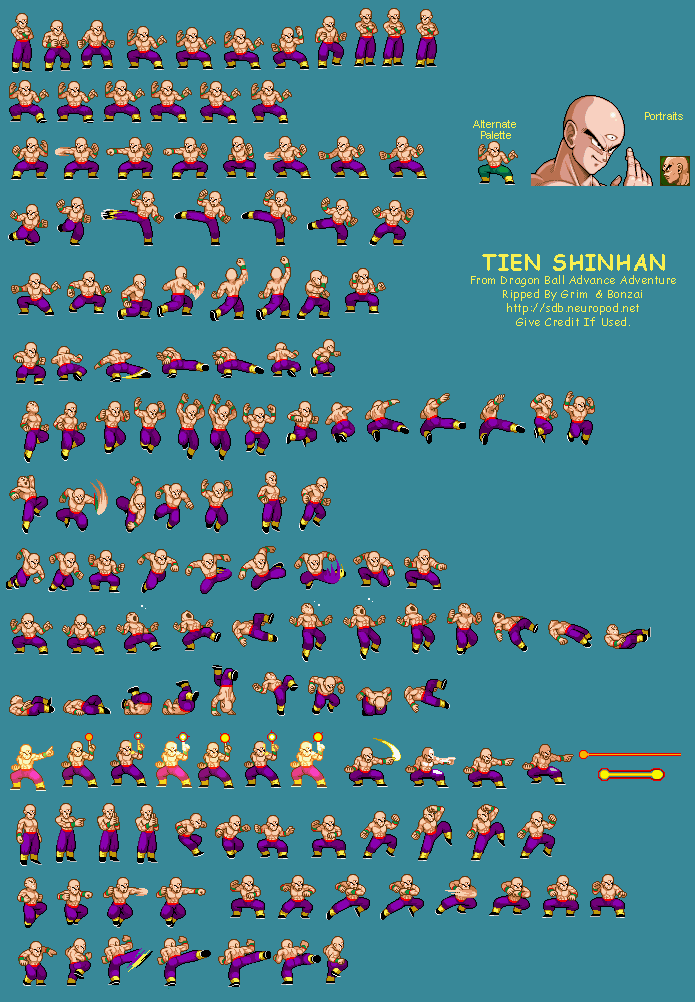 Alternate
Palette
Portraits
TIEN SHINHAN
From Dragon Ball Advance Adventure
Ripped By Grim & Bonzai
http://sdb.neuropod.net
Give Credit If Used.